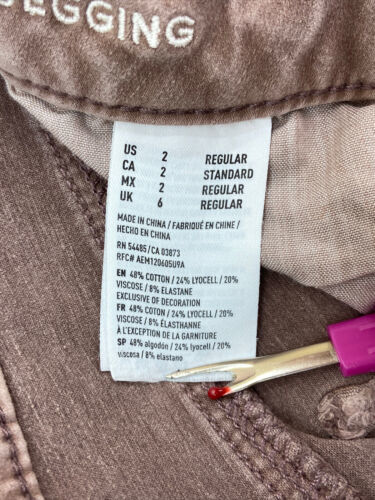 EGGING
US 2 REGULAR
CA 2 STANDARD
MX 2 REGULAR
UK 6 REGULAR
MADE IN CHINA / FABRIQUÉ EN CHINE /
HECHO EN CHINA
RN 54485/CA 03873
RFC# AEM120605U9A
EN 48% COTTON / 24% LYOCELL / 20%
VISCOSE / 8% ELASTANE
EXCLUSIVE OF DECORATION
FR 48% COTON / 24% LYOCELL / 20%
VISCOSE / 8% ÉLASTHANNE
À L'EXCEPTION DE LA GARNITURE
SP 48% algodón / 24% lyocell / 20%
viscosa / 8% elastano